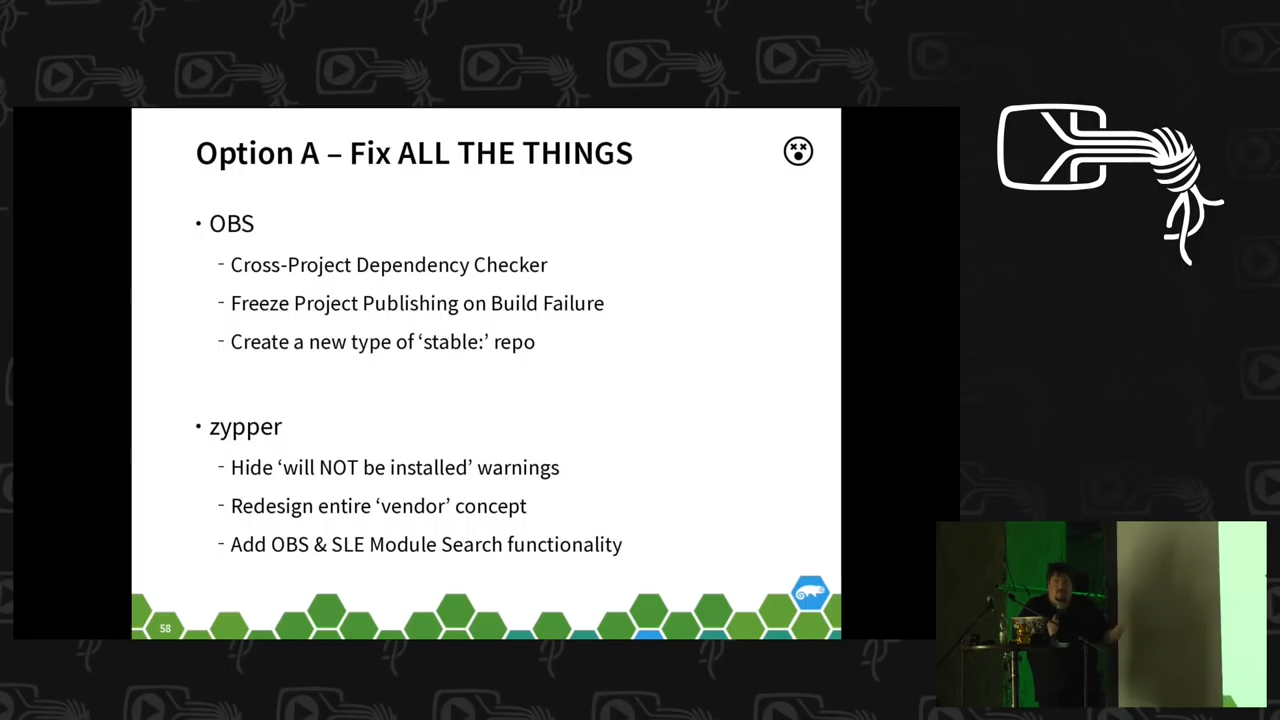 Option A – Fix ALL THE THINGS
• OBS
- Cross-Project Dependency Checker
- Freeze Project Publishing on Build Failure
- Create a new type of ‘stable:’ repo
• zypper
- Hide ‘will NOT be installed’ warnings
- Redesign entire ‘vendor’ concept
- Add OBS & SLE Module Search functionality
58